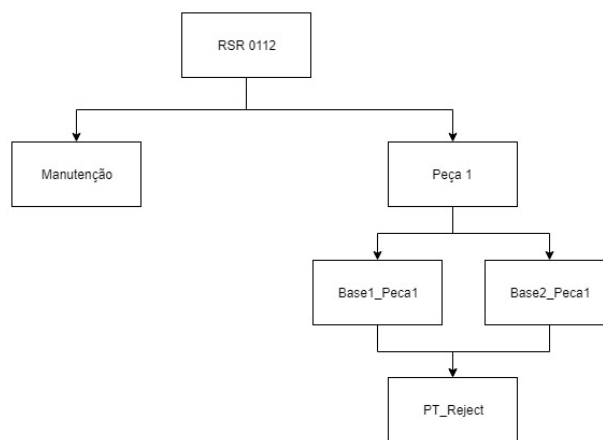 RSR 0112
Manutenção
Peça 1
Base1_Peca1
Base2_Peca1
PT_Reject